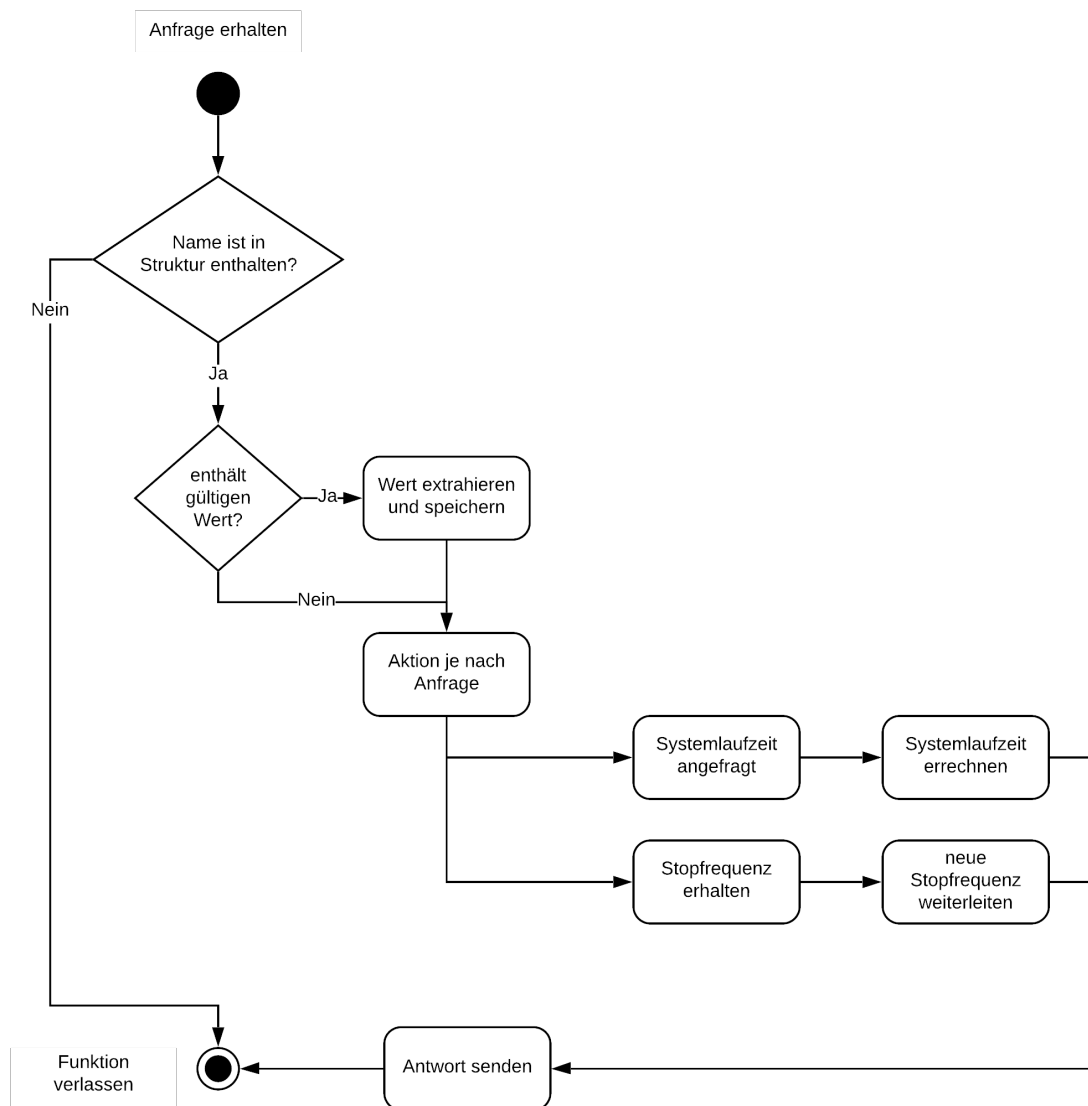 Anfrage erhalten
Name ist in
Struktur enthalten?
Nein
Ja
enthält
gültigen
Wert?
Ja
Wert extrahieren
und speichern
Nein
Aktion je nach
Anfrage
Systemlaufzeit
angefragt
Systemlaufzeit
errechnen
Stopfrequenz
erhalten
neue
Stopfrequenz
weiterleiten
Funktion
verlassen
Antwort senden